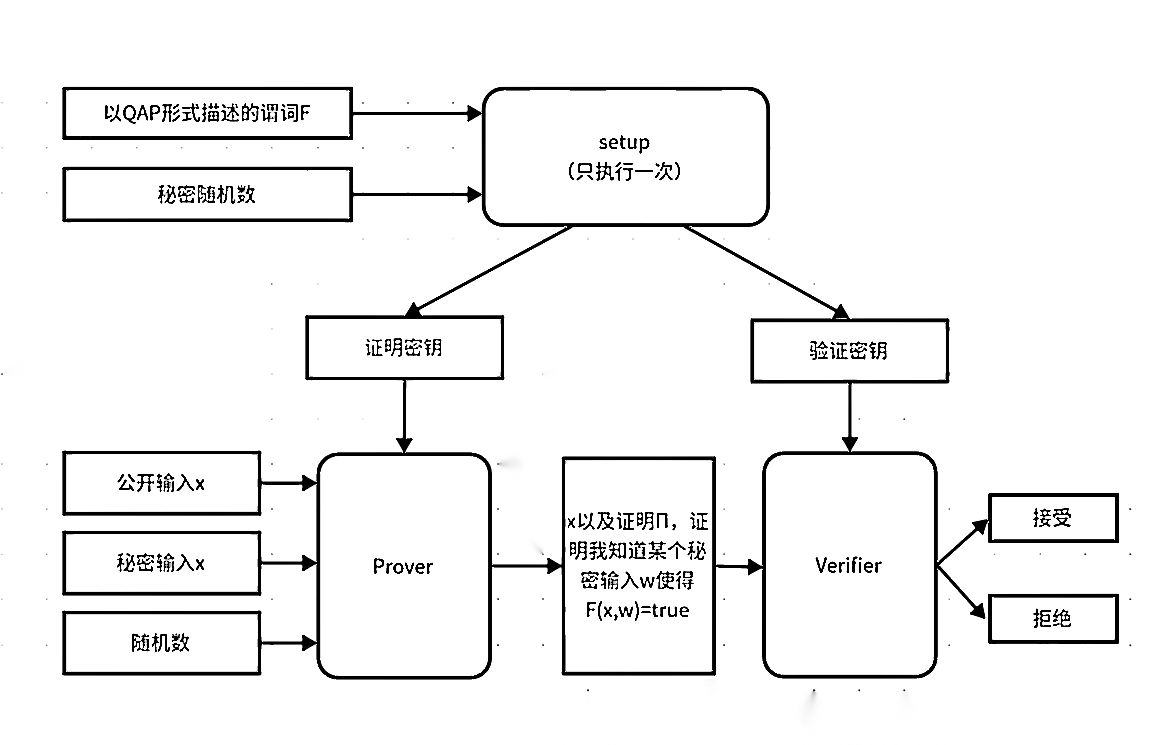 以QAP形式描述的谓词F
setup
（只执行一次）
秘密随机数
证明密钥
验证密钥
公开输入x
秘密输入x
随机数
Prover
x以及证明Π，证
明我知道某个秘
密输入w使得
F(x,w)=true
Verifier
接受
拒绝